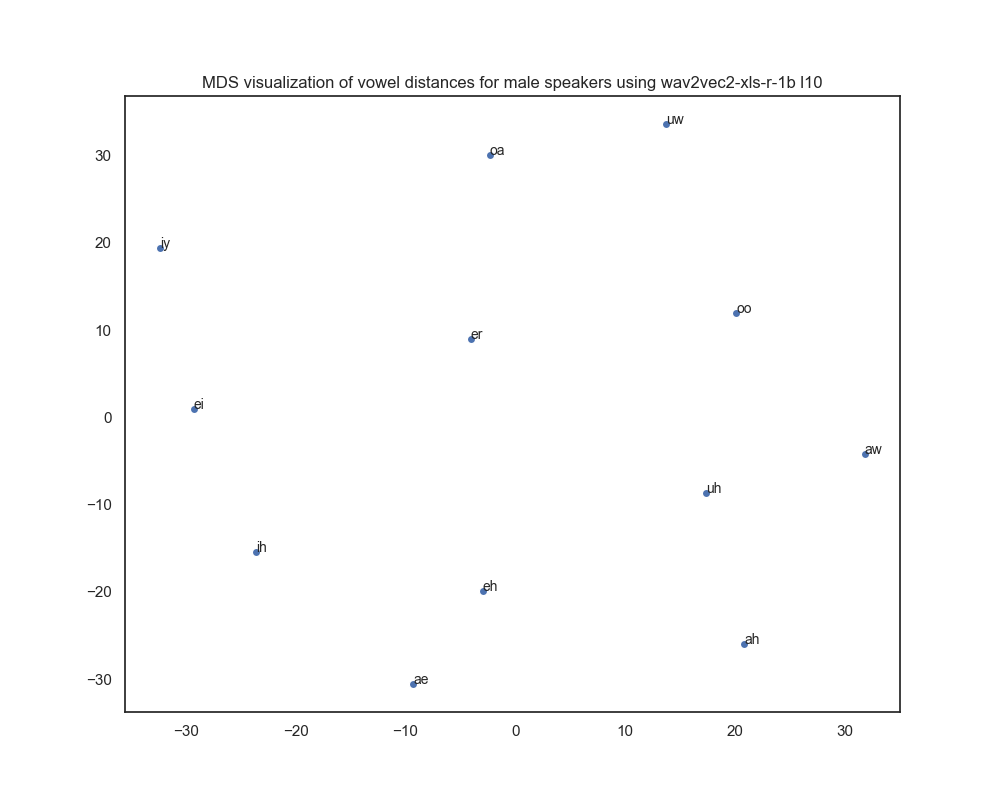 MDS visualization of vowel distances for male speakers using wav2vec2-xls-r-1b l10
uw
oa
30
iy
20
oo
er
10
ei
0
aw
uh
−10
ih
eh
−20
ah
ae
−30
−30 −20 −10 0 10 20 30